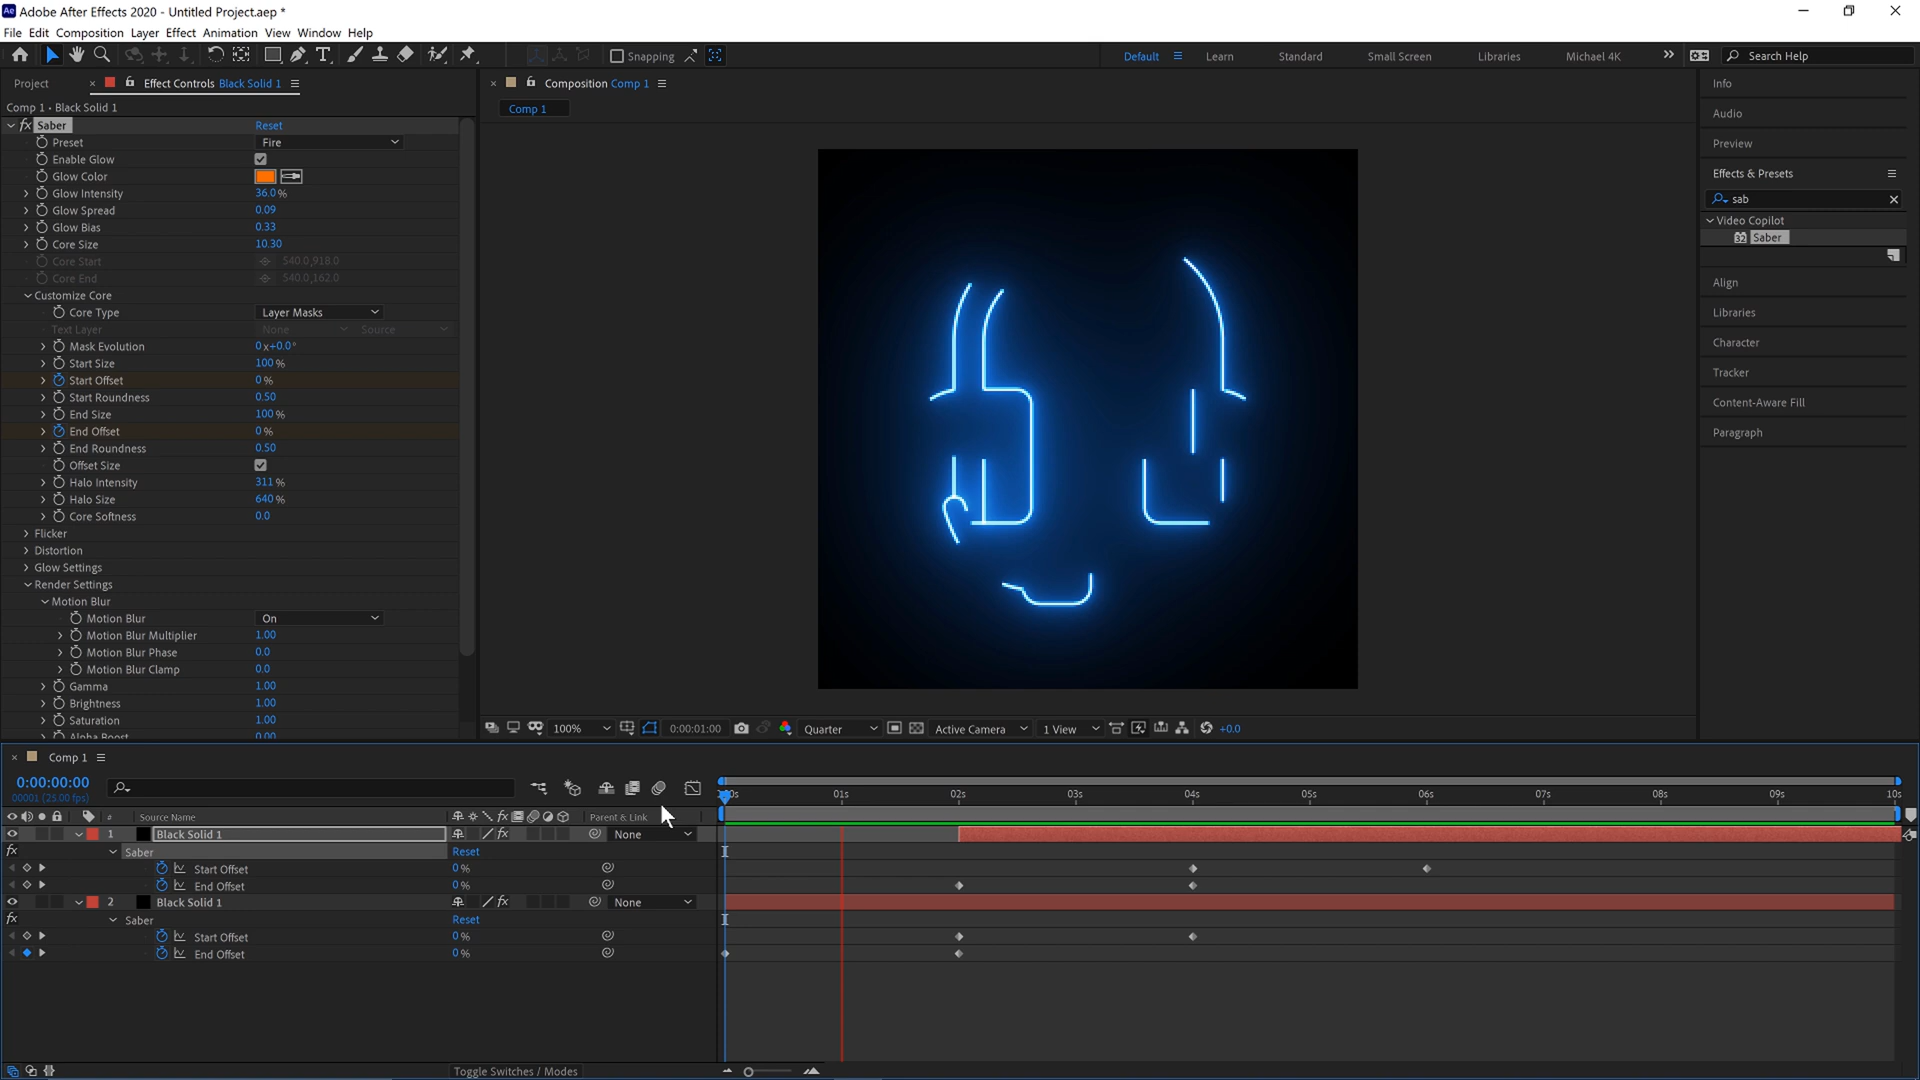 Adobe After Effects 2020 - Untitled Project.aep *
File Edit Composition Layer Effect Animation View Window Help
Snapping
Default Learn Standard Small Screen Libraries Michael 4K Search Help
Project
Effect Controls Black Solid 1
Comp 1 • Black Solid 1
fx Saber Reset
Preset Fire
Enable Glow
Glow Color
Glow Intensity 36.0 %
Glow Spread 0.09
Glow Bias 0.33
Core Size 10.30
Core Start 540.0,918.0
Core End 540.0,162.0
Customize Core
Core Type Layer Masks
Text Layer None Source
Mask Evolution 0x+0.0°
Start Size 100 %
Start Offset 0 %
Start Roundness 0.50
End Size 100 %
End Offset 0 %
End Roundness 0.50
Offset Size
Halo Intensity 311 %
Halo Size 640 %
Core Softness 0.0
Flicker
Distortion
Glow Settings
Render Settings
Motion Blur
Motion Blur On
Motion Blur Multiplier 1.00
Motion Blur Phase 0.0
Motion Blur Clamp 0.0
Gamma 1.00
Brightness 1.00
Saturation 1.00
Alpha Boost 0.00
Composition Comp 1
Comp 1
100% 0:00:01:00 Quarter Active Camera 1 View +0.0
Info
Audio
Preview
Effects & Presets
sab
Video Copilot
32 Saber
Align
Libraries
Character
Tracker
Content-Aware Fill
Paragraph
Comp 1
0:00:00:00
00001 (25.00 fps)
01s 02s 03s 04s 05s 06s 07s 08s 09s 10s
# Source Name fx Parent & Link
1 Black Solid 1 fx None
fx Saber Reset
Start Offset 0 %
End Offset 0 %
2 Black Solid 1 fx None
fx Saber Reset
Start Offset 0 %
End Offset 0 %
Toggle Switches / Modes